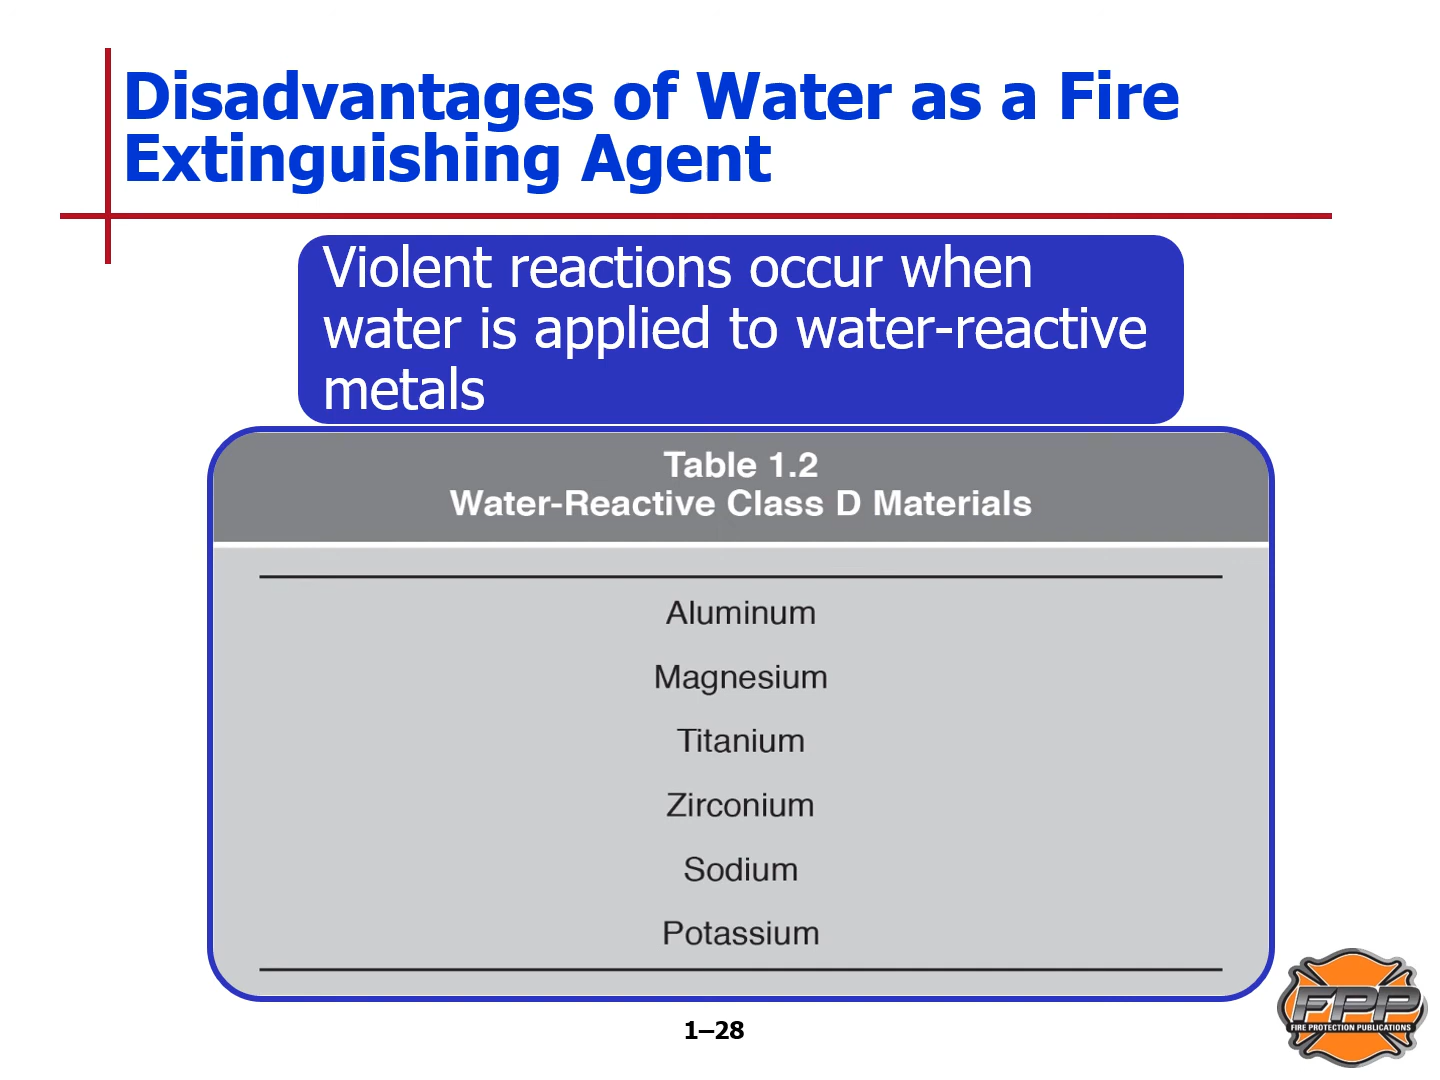 Disadvantages of Water as a Fire
Extinguishing Agent
Violent reactions occur when
water is applied to water-reactive
metals
Table 1.2
Water-Reactive Class D Materials
Aluminum
Magnesium
Titanium
Zirconium
Sodium
Potassium
1–28
FPP
FIRE PROTECTION PUBLICATIONS